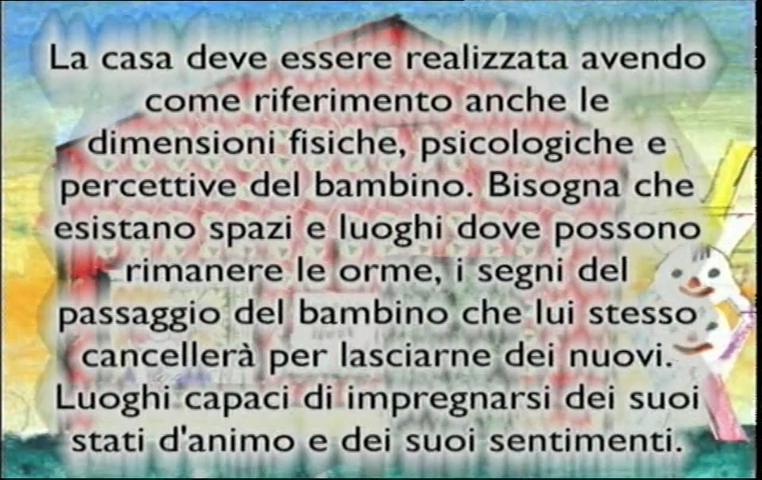 La casa deve essere realizzata avendo
come riferimento anche le
dimensioni fisiche, psicologiche e
percettive del bambino. Bisogna che
esistano spazi e luoghi dove possono
rimanere le orme, i segni del
passaggio del bambino che lui stesso
cancellerà per lasciarne dei nuovi.
Luoghi capaci di impregnarsi dei suoi
stati d'animo e dei suoi sentimenti.